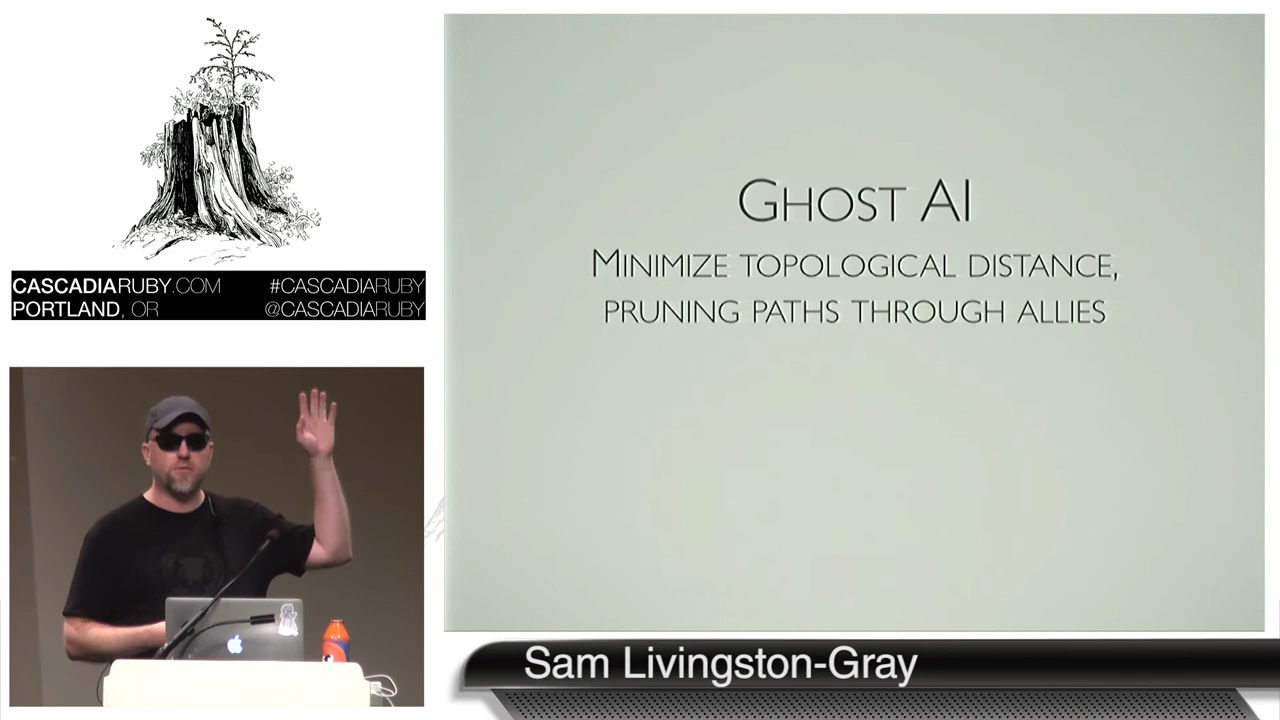 CASCADIARUBY.COM #CASCADIARUBY
PORTLAND, OR @CASCADIARUBY
GHOST AI
MINIMIZE TOPOLOGICAL DISTANCE,
PRUNING PATHS THROUGH ALLIES
Sam Livingston-Gray